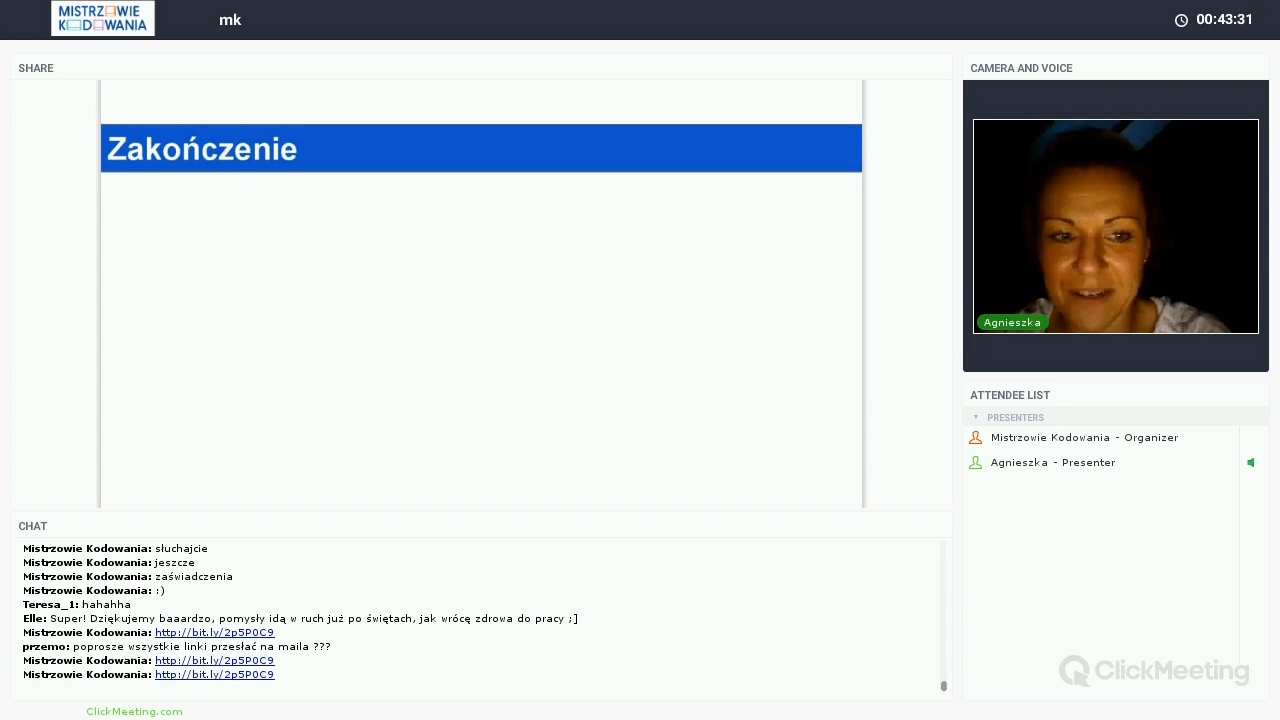 MISTRZOWIE
KODOWANIA
mk
00:43:31
SHARE
CAMERA AND VOICE
Zakończenie
Agnieszka
ATTENDEE LIST
PRESENTERS
Mistrzowie Kodowania - Organizer
Agnieszka - Presenter
CHAT
Mistrzowie Kodowania: słuchajcie
Mistrzowie Kodowania: jeszcze
Mistrzowie Kodowania: zaświadczenia
Mistrzowie Kodowania: :)
Teresa_1: hahahha
Elle: Super! Dziękujemy baaardzo, pomysły idą w ruch już po świętach, jak wrócę zdrowa do pracy ;]
Mistrzowie Kodowania: http://bit.ly/2p5P0C9
przemo: poprosze wszystkie linki przesłać na maila ???
Mistrzowie Kodowania: http://bit.ly/2p5P0C9
Mistrzowie Kodowania: http://bit.ly/2p5P0C9
ClickMeeting
ClickMeeting.com